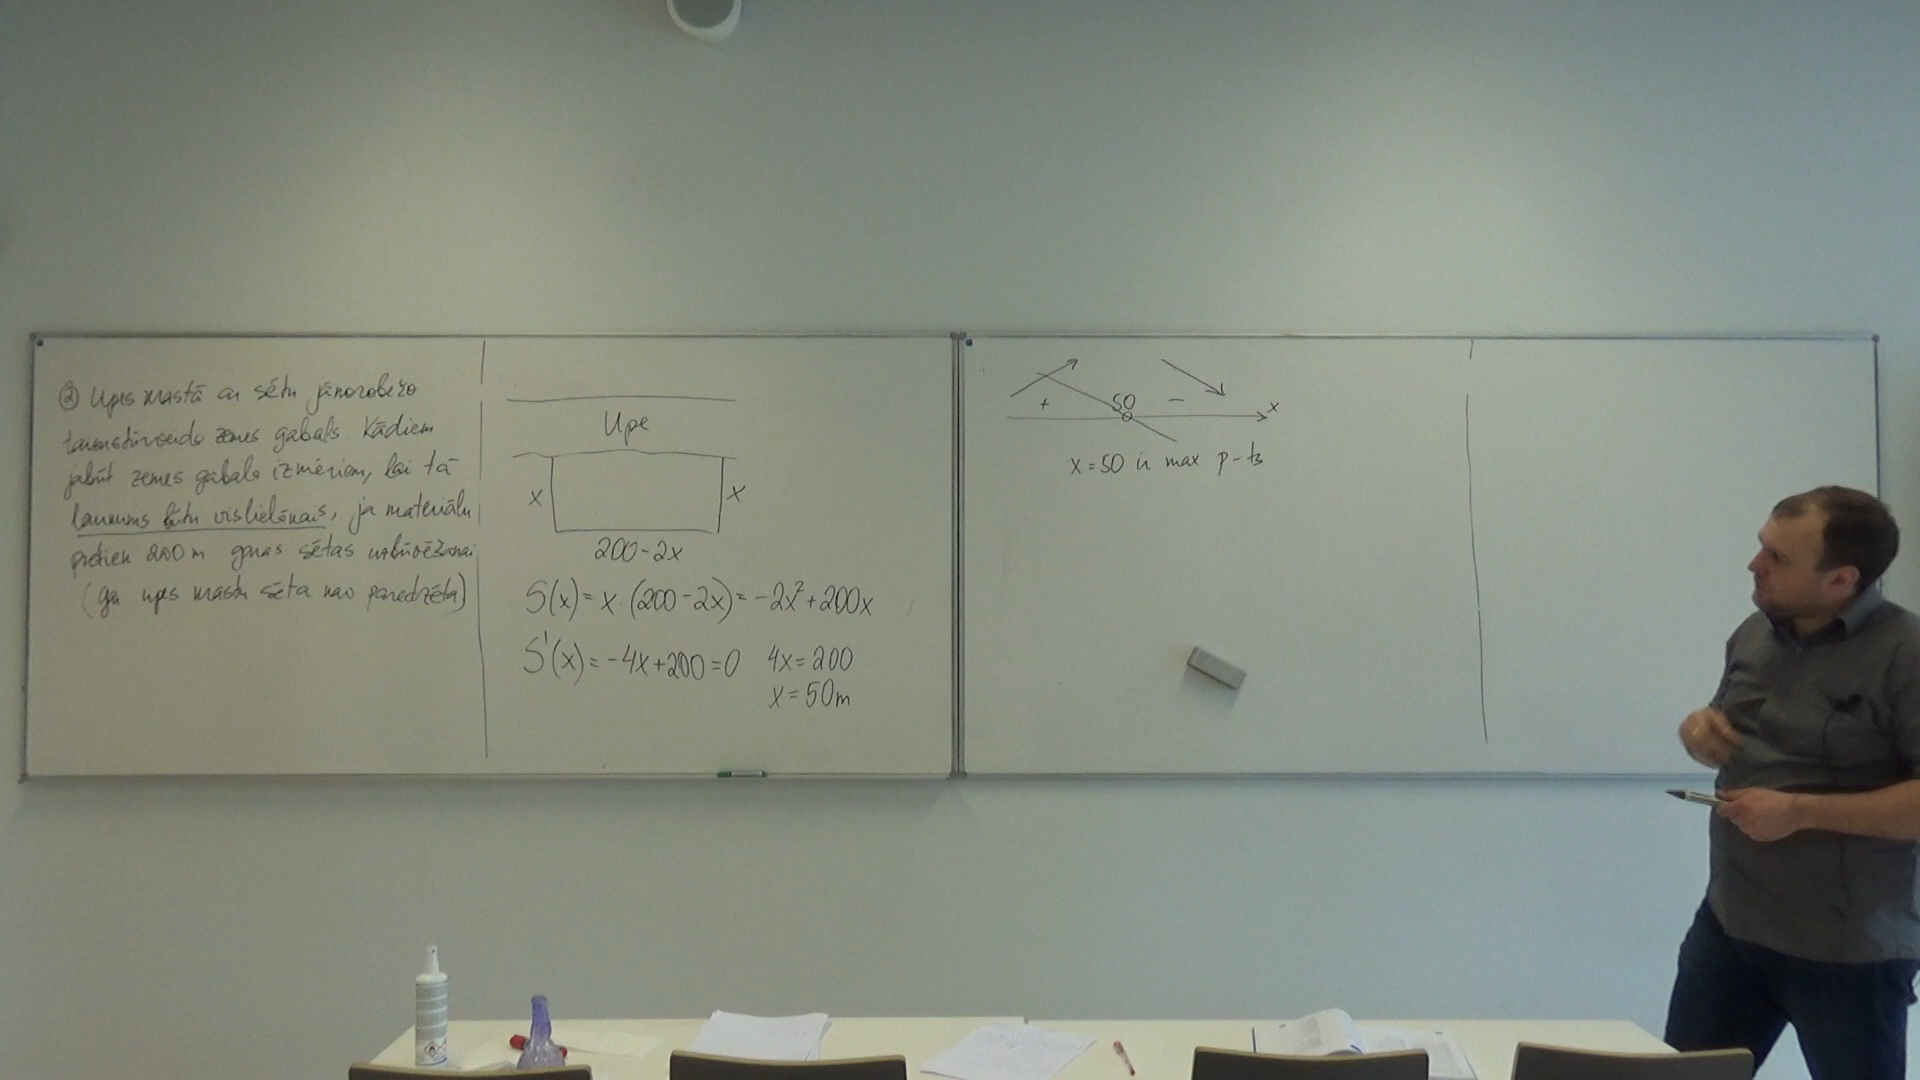 ② Upes krastā ar sētu jānorobežo
taisnstūrveida zemes gabals Kādiem
jābūt zemes gabala izmēriem, lai tā
laukums būtu vislielākais, ja materiālu
pietiek 200 m garas sētas uzbūvēšanai
(gar upes krastu sēta nav paredzēta)
Upe
x x
200-2x
S(x) = x·(200-2x) = -2x²+200x
S'(x) = -4x+200=0 4x=200
x=50m
+ 50 - x
x=50 ir max p-ts